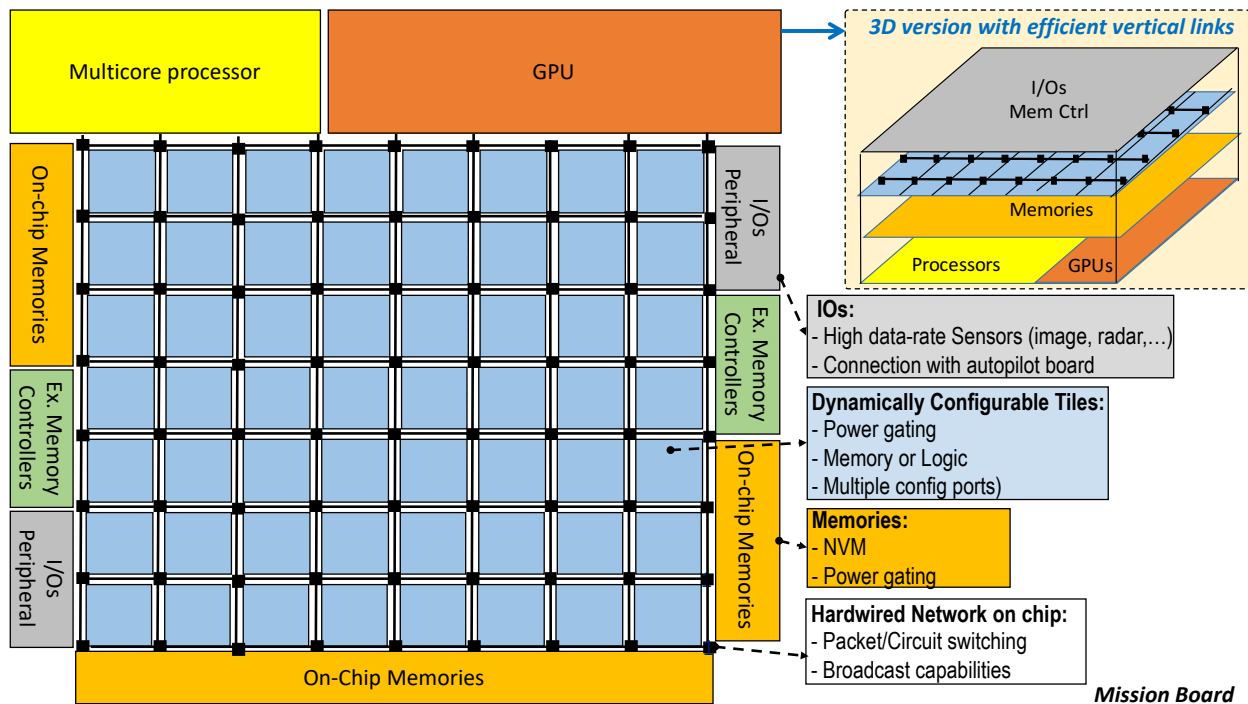 Multicore processor
GPU
3D version with efficient vertical links
I/Os
Mem Ctrl
Memories
Processors
GPUs
On-chip Memories
Ex. Memory
Controllers
I/Os
Peripheral
I/Os
Peripheral
Ex. Memory
Controllers
On-chip Memories
On-Chip Memories
IOs:
- High data-rate Sensors (image, radar,…)
- Connection with autopilot board
Dynamically Configurable Tiles:
- Power gating
- Memory or Logic
- Multiple config ports)
Memories:
- NVM
- Power gating
Hardwired Network on chip:
- Packet/Circuit switching
- Broadcast capabilities
Mission Board